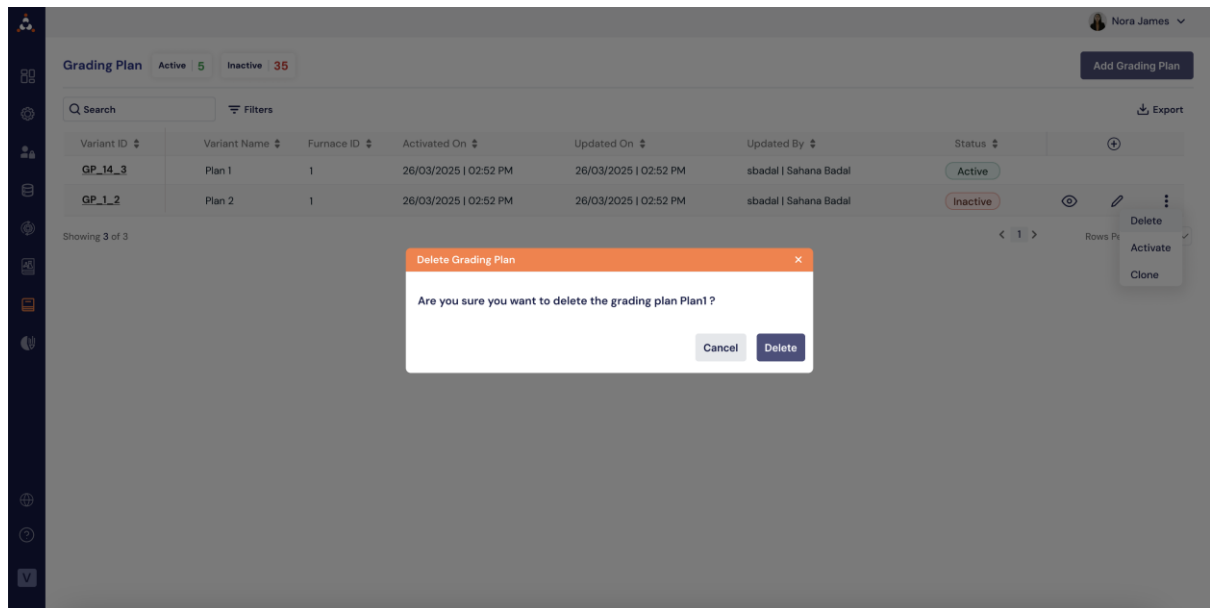 Nora James
Grading Plan Active 5 Inactive 35 Add Grading Plan
Search Filters Export
Variant ID Variant Name Furnace ID Activated On Updated On Updated By Status
GP_14_3 Plan 1 1 26/03/2025 | 02:52 PM 26/03/2025 | 02:52 PM sbadal | Sahana Badal Active
GP_1_2 Plan 2 1 26/03/2025 | 02:52 PM 26/03/2025 | 02:52 PM sbadal | Sahana Badal Inactive
Delete
Showing 3 of 3 1 Rows
Activate
Clone
Delete Grading Plan
Are you sure you want to delete the grading plan Plan1 ?
Cancel Delete
V